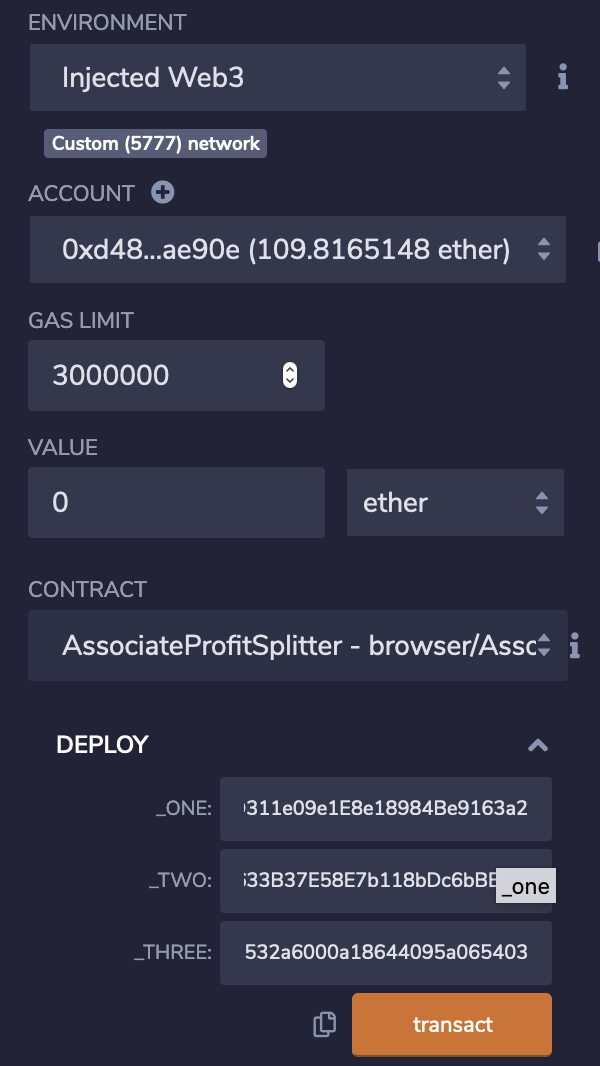 ENVIRONMENT
Injected Web3
Custom (5777) network
ACCOUNT
0xd48...ae90e (109.8165148 ether)
GAS LIMIT
3000000
VALUE
0 ether
CONTRACT
AssociateProfitSplitter - browser/Assc
DEPLOY
_ONE: 311e09e1E8e18984Be9163a2
_TWO: 33B37E58E7b118bDc6bBE
_one
_THREE: 532a6000a18644095a065403
transact